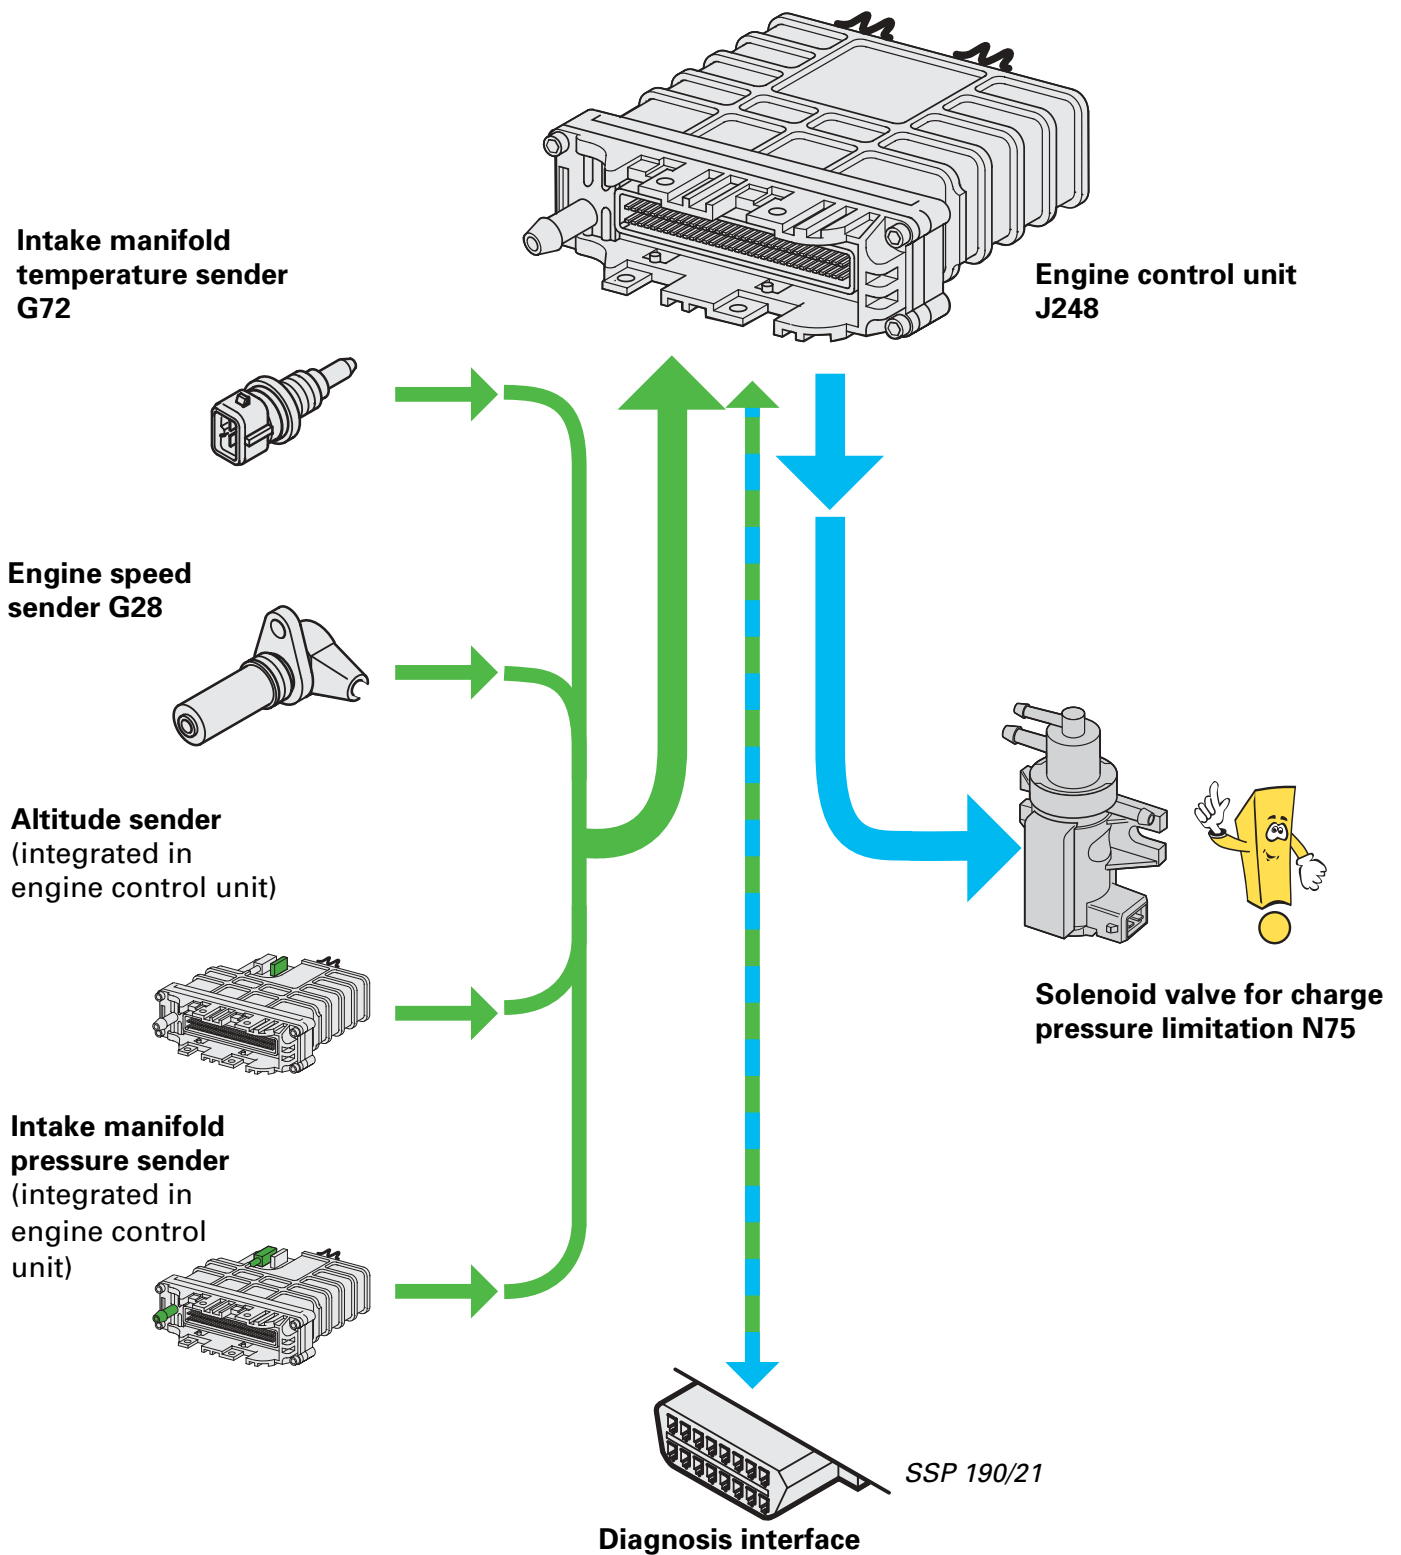 Intake manifold
temperature sender
G72
Engine control unit
J248
Engine speed
sender G28
Altitude sender
(integrated in
engine control unit)
Solenoid valve for charge
pressure limitation N75
Intake manifold
pressure sender
(integrated in
engine control
unit)
SSP 190/21
Diagnosis interface